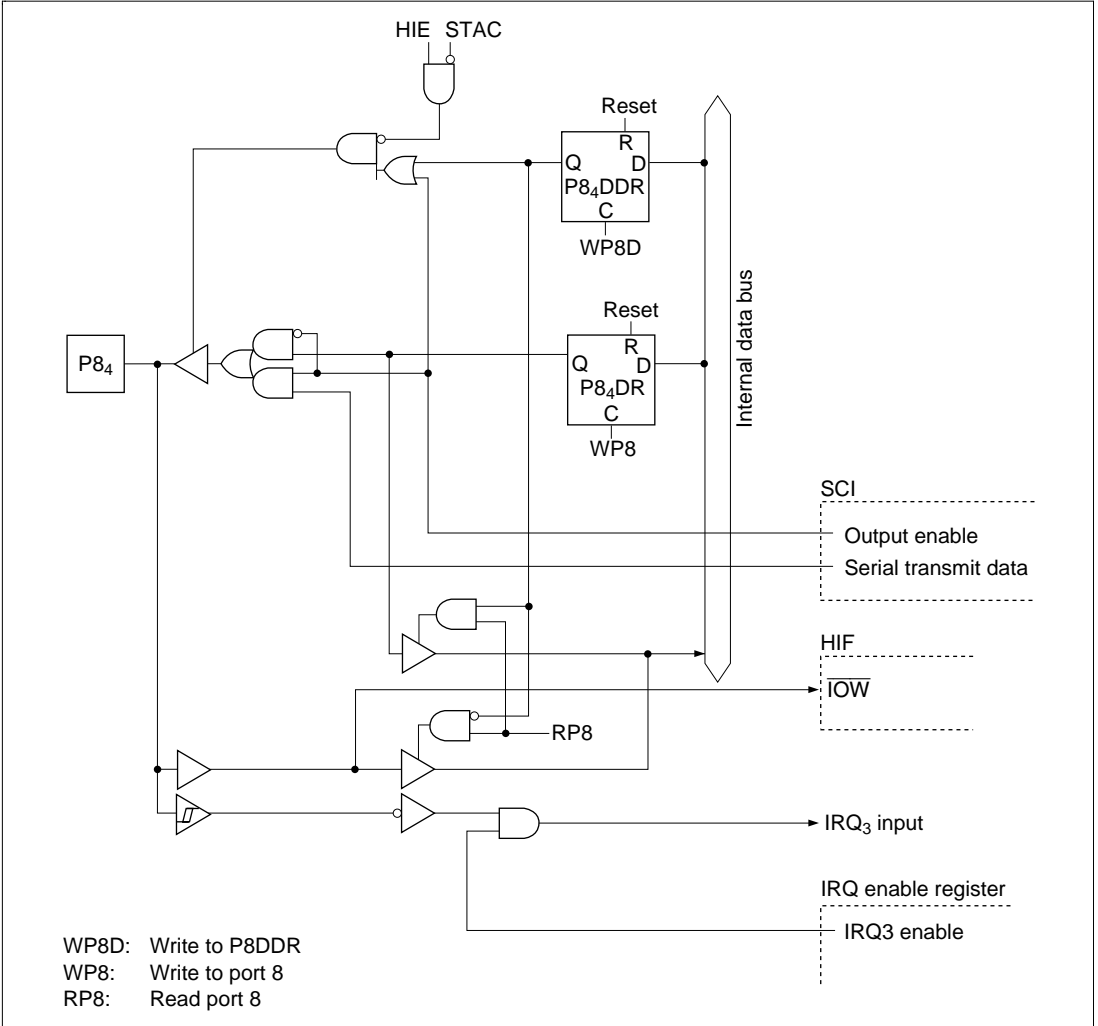 HIE STAC
Reset
R
Q D
P8₄DDR
C
WP8D
Reset
R
Q D
P8₄DR
C
WP8
P8₄
Internal data bus
SCI
Output enable
Serial transmit data
HIF
IOW
RP8
IRQ₃ input
IRQ enable register
IRQ3 enable
WP8D: Write to P8DDR
WP8: Write to port 8
RP8: Read port 8